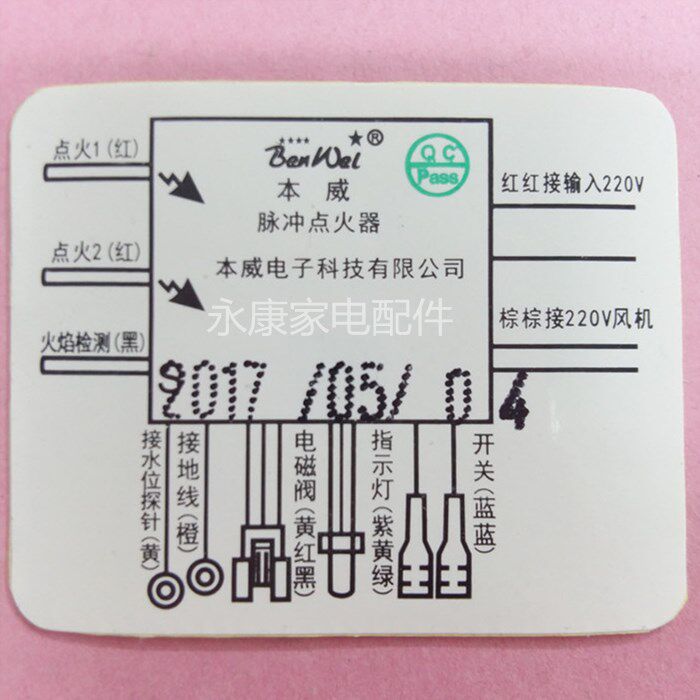 BenWei®
QC
Pass
本威
脉冲点火器
本威电子科技有限公司
永康家电配件
点火1(红)
点火2(红)
火焰检测(黑)
红红接输入220V
棕棕接220V风机
2017/05/04
接水位探针(黄)
接地线(橙)
电磁阀(黄红黑)
指示灯(紫黄绿)
开关(蓝蓝)